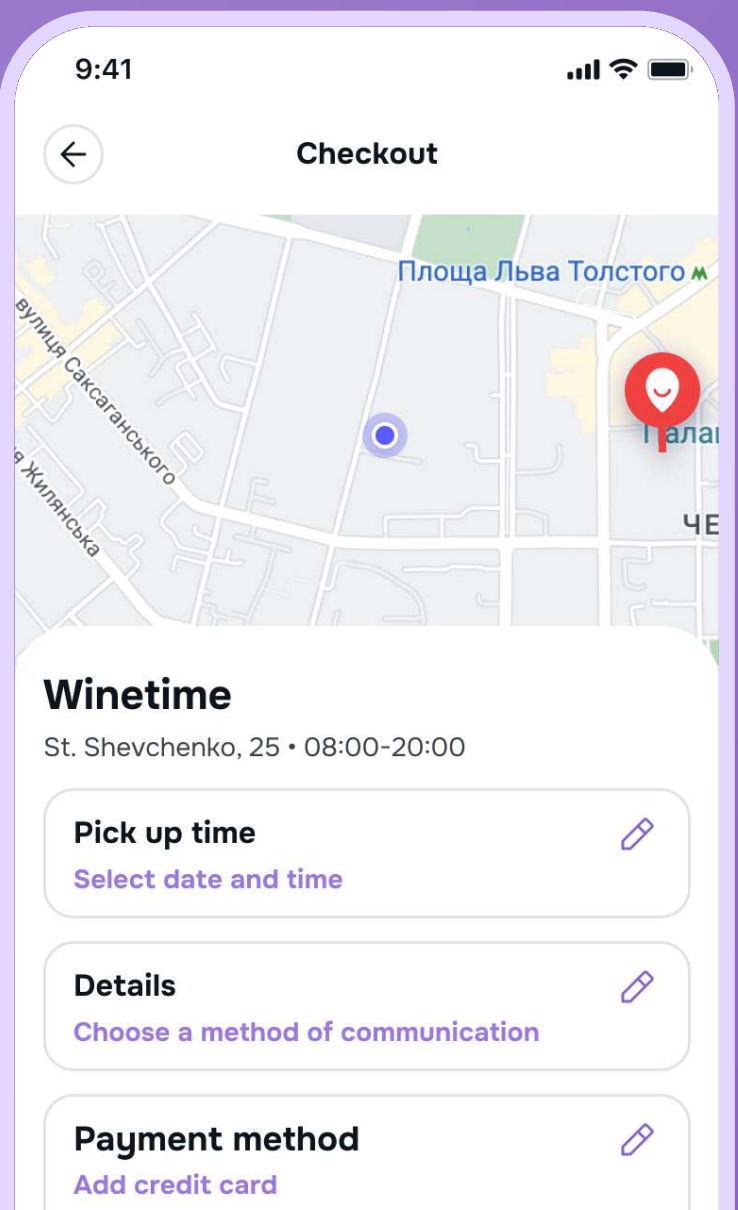 9:41
Checkout
Площа Льва Толстого
вулиця Саксаганського
я Жилянська
ЧЕ
Winetime
St. Shevchenko, 25 • 08:00-20:00
Pick up time
Select date and time
Details
Choose a method of communication
Payment method
Add credit card